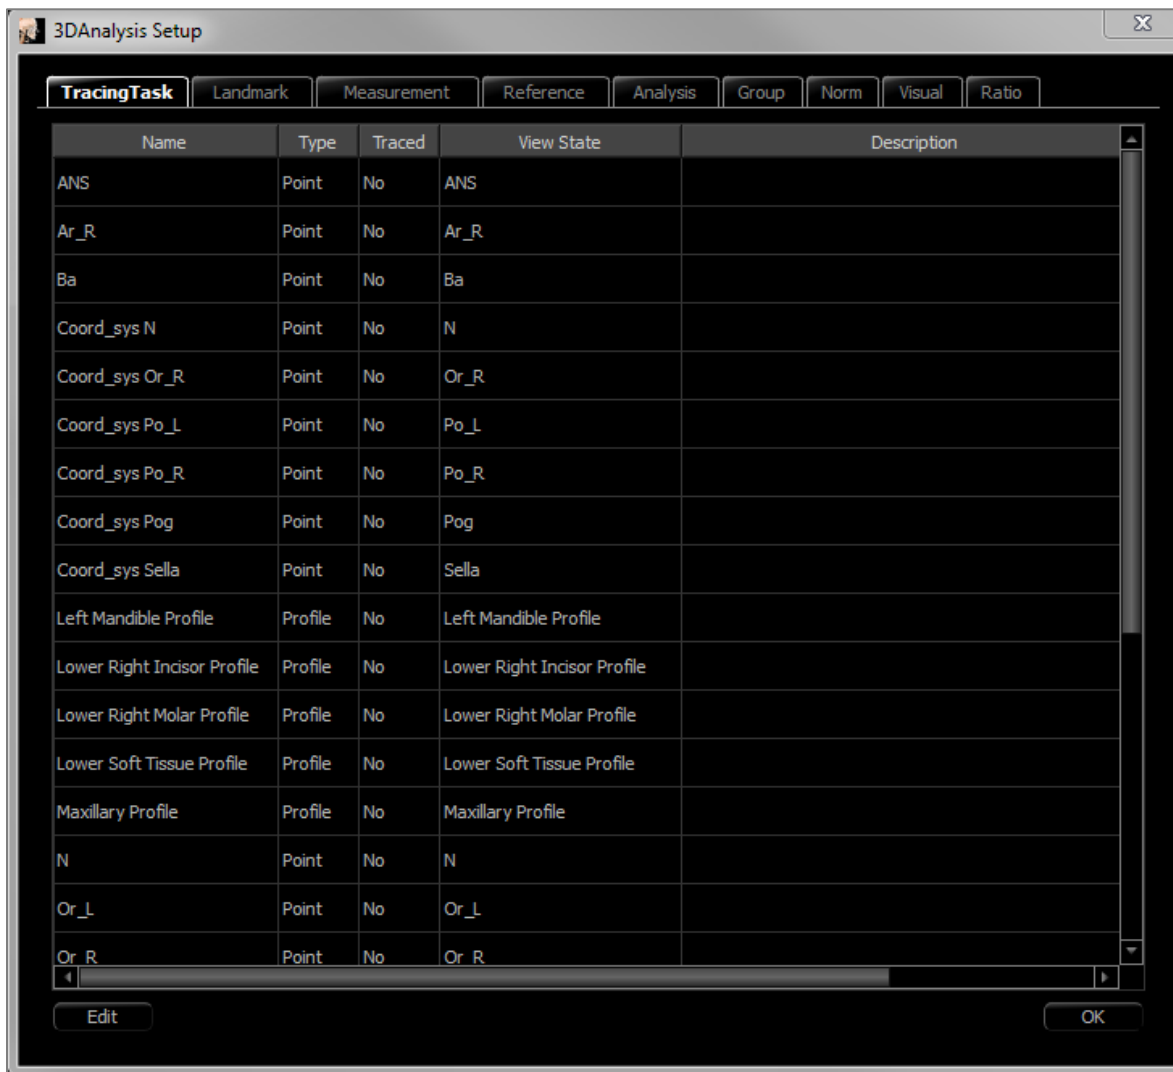 3DAnalysis Setup
TracingTask Landmark Measurement Reference Analysis Group Norm Visual Ratio
Name Type Traced View State Description
ANS Point No ANS
Ar_R Point No Ar_R
Ba Point No Ba
Coord_sys N Point No N
Coord_sys Or_R Point No Or_R
Coord_sys Po_L Point No Po_L
Coord_sys Po_R Point No Po_R
Coord_sys Pog Point No Pog
Coord_sys Sella Point No Sella
Left Mandible Profile Profile No Left Mandible Profile
Lower Right Incisor Profile Profile No Lower Right Incisor Profile
Lower Right Molar Profile Profile No Lower Right Molar Profile
Lower Soft Tissue Profile Profile No Lower Soft Tissue Profile
Maxillary Profile Profile No Maxillary Profile
N Point No N
Or_L Point No Or_L
Or_R Point No Or_R
Edit OK